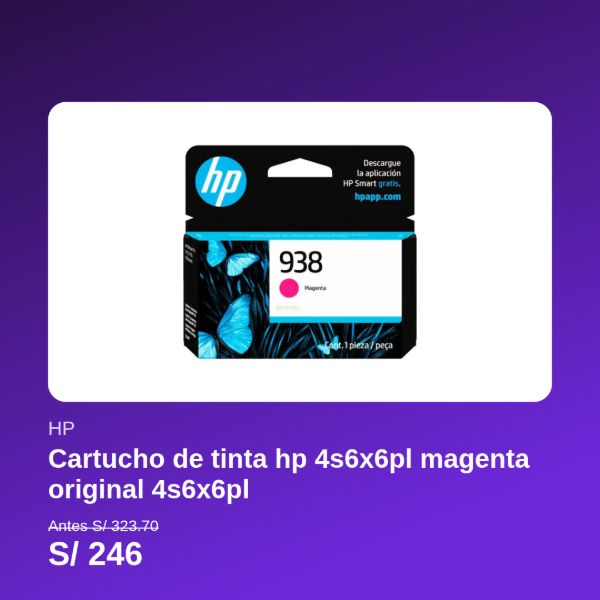 hp
Descargue
la aplicación
HP Smart gratis.
hpapp.com
938
Magenta
Cont. 1 pieza / peça
HP
Cartucho de tinta hp 4s6x6pl magenta
original 4s6x6pl
Antes S/ 323.70
S/ 246